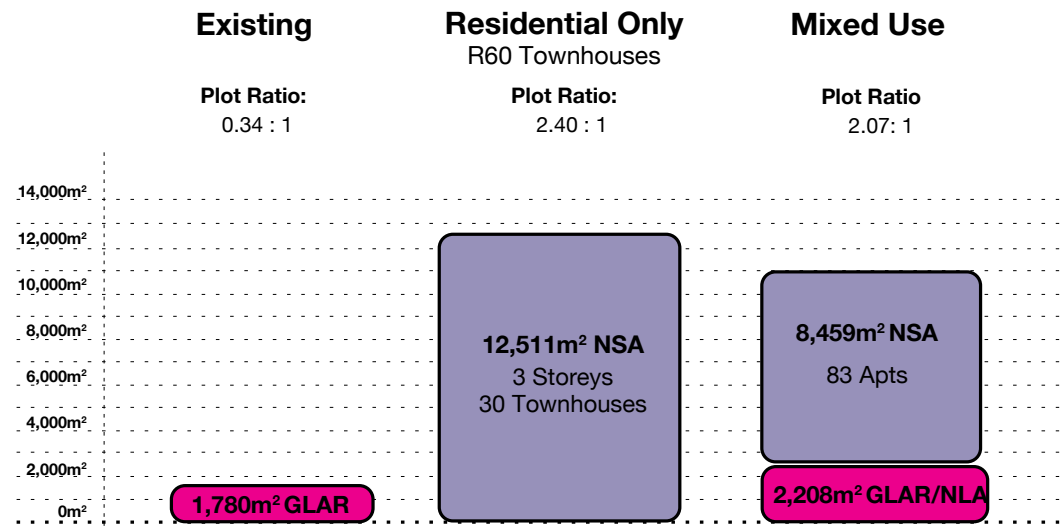 Existing
Residential Only
Mixed Use
R60 Townhouses
Plot Ratio:
Plot Ratio:
Plot Ratio
0.34 : 1
2.40 : 1
2.07: 1
14,000m²
12,000m²
10,000m²
8,000m²
6,000m²
4,000m²
2,000m²
0m²
1,780m² GLAR
12,511m² NSA
3 Storeys
30 Townhouses
8,459m² NSA
83 Apts
2,208m² GLAR/NLA